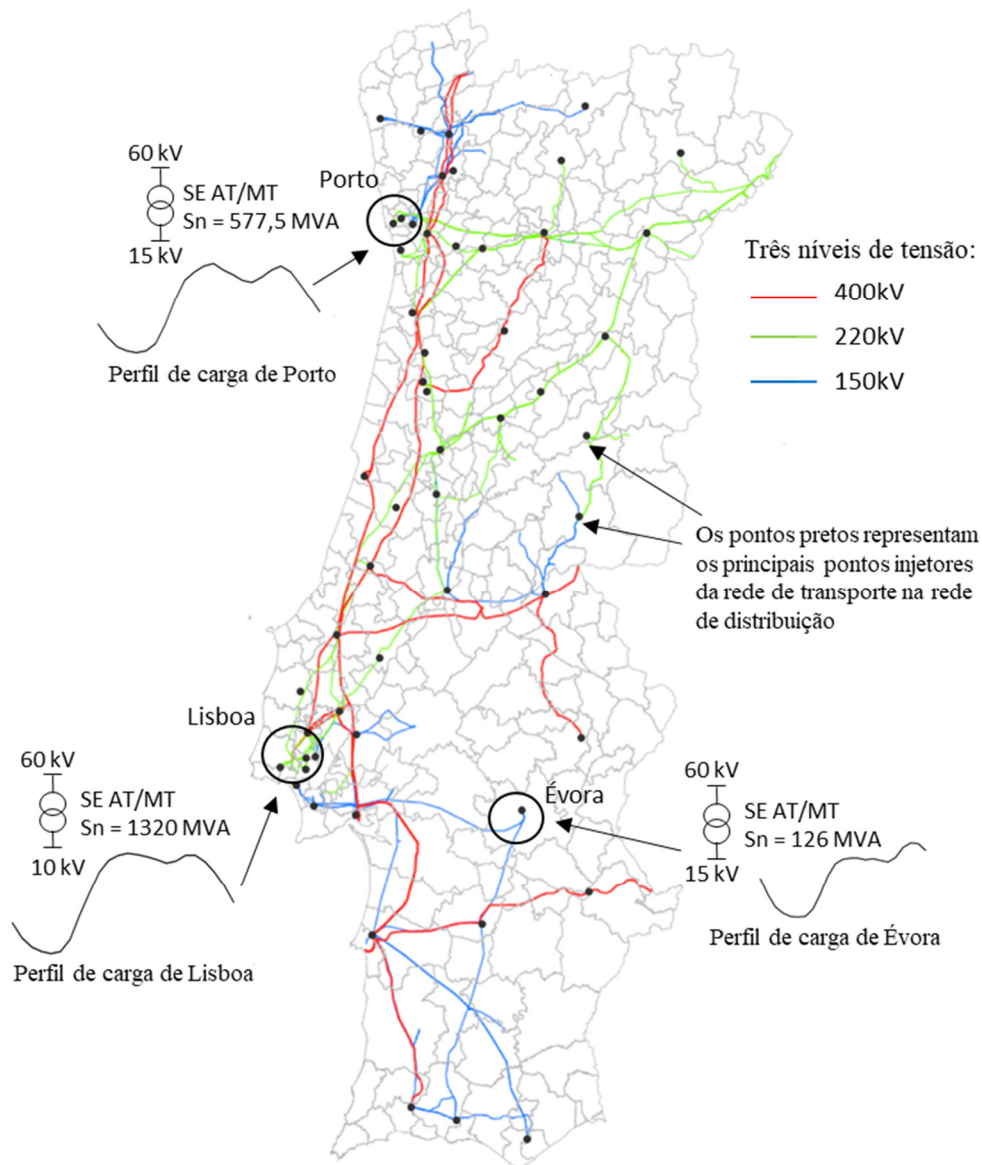 60 kV
SE AT/MT
Sn = 577,5 MVA
15 kV
Porto
Perfil de carga de Porto
Três níveis de tensão:
400kV
220kV
150kV
Os pontos pretos representam
os principais pontos injetores
da rede de transporte na rede
de distribuição
Lisboa
60 kV
SE AT/MT
Sn = 1320 MVA
10 kV
Perfil de carga de Lisboa
Évora
60 kV
SE AT/MT
Sn = 126 MVA
15 kV
Perfil de carga de Évora